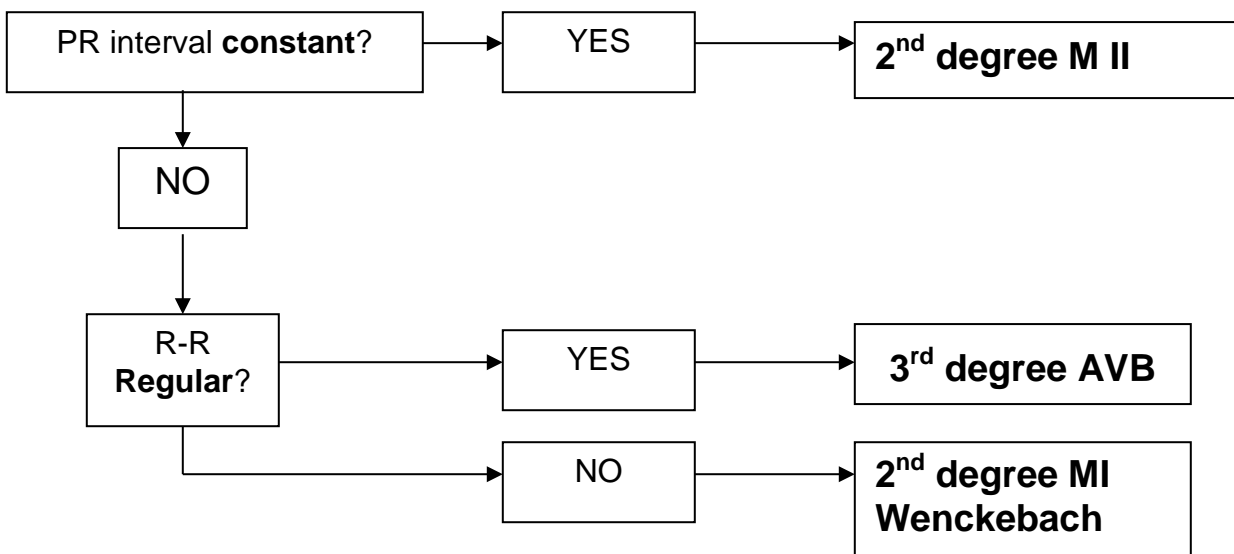 PR interval constant?
YES
2nd degree M II
NO
R-R
Regular?
YES
3rd degree AVB
NO
2nd degree MI
Wenckebach